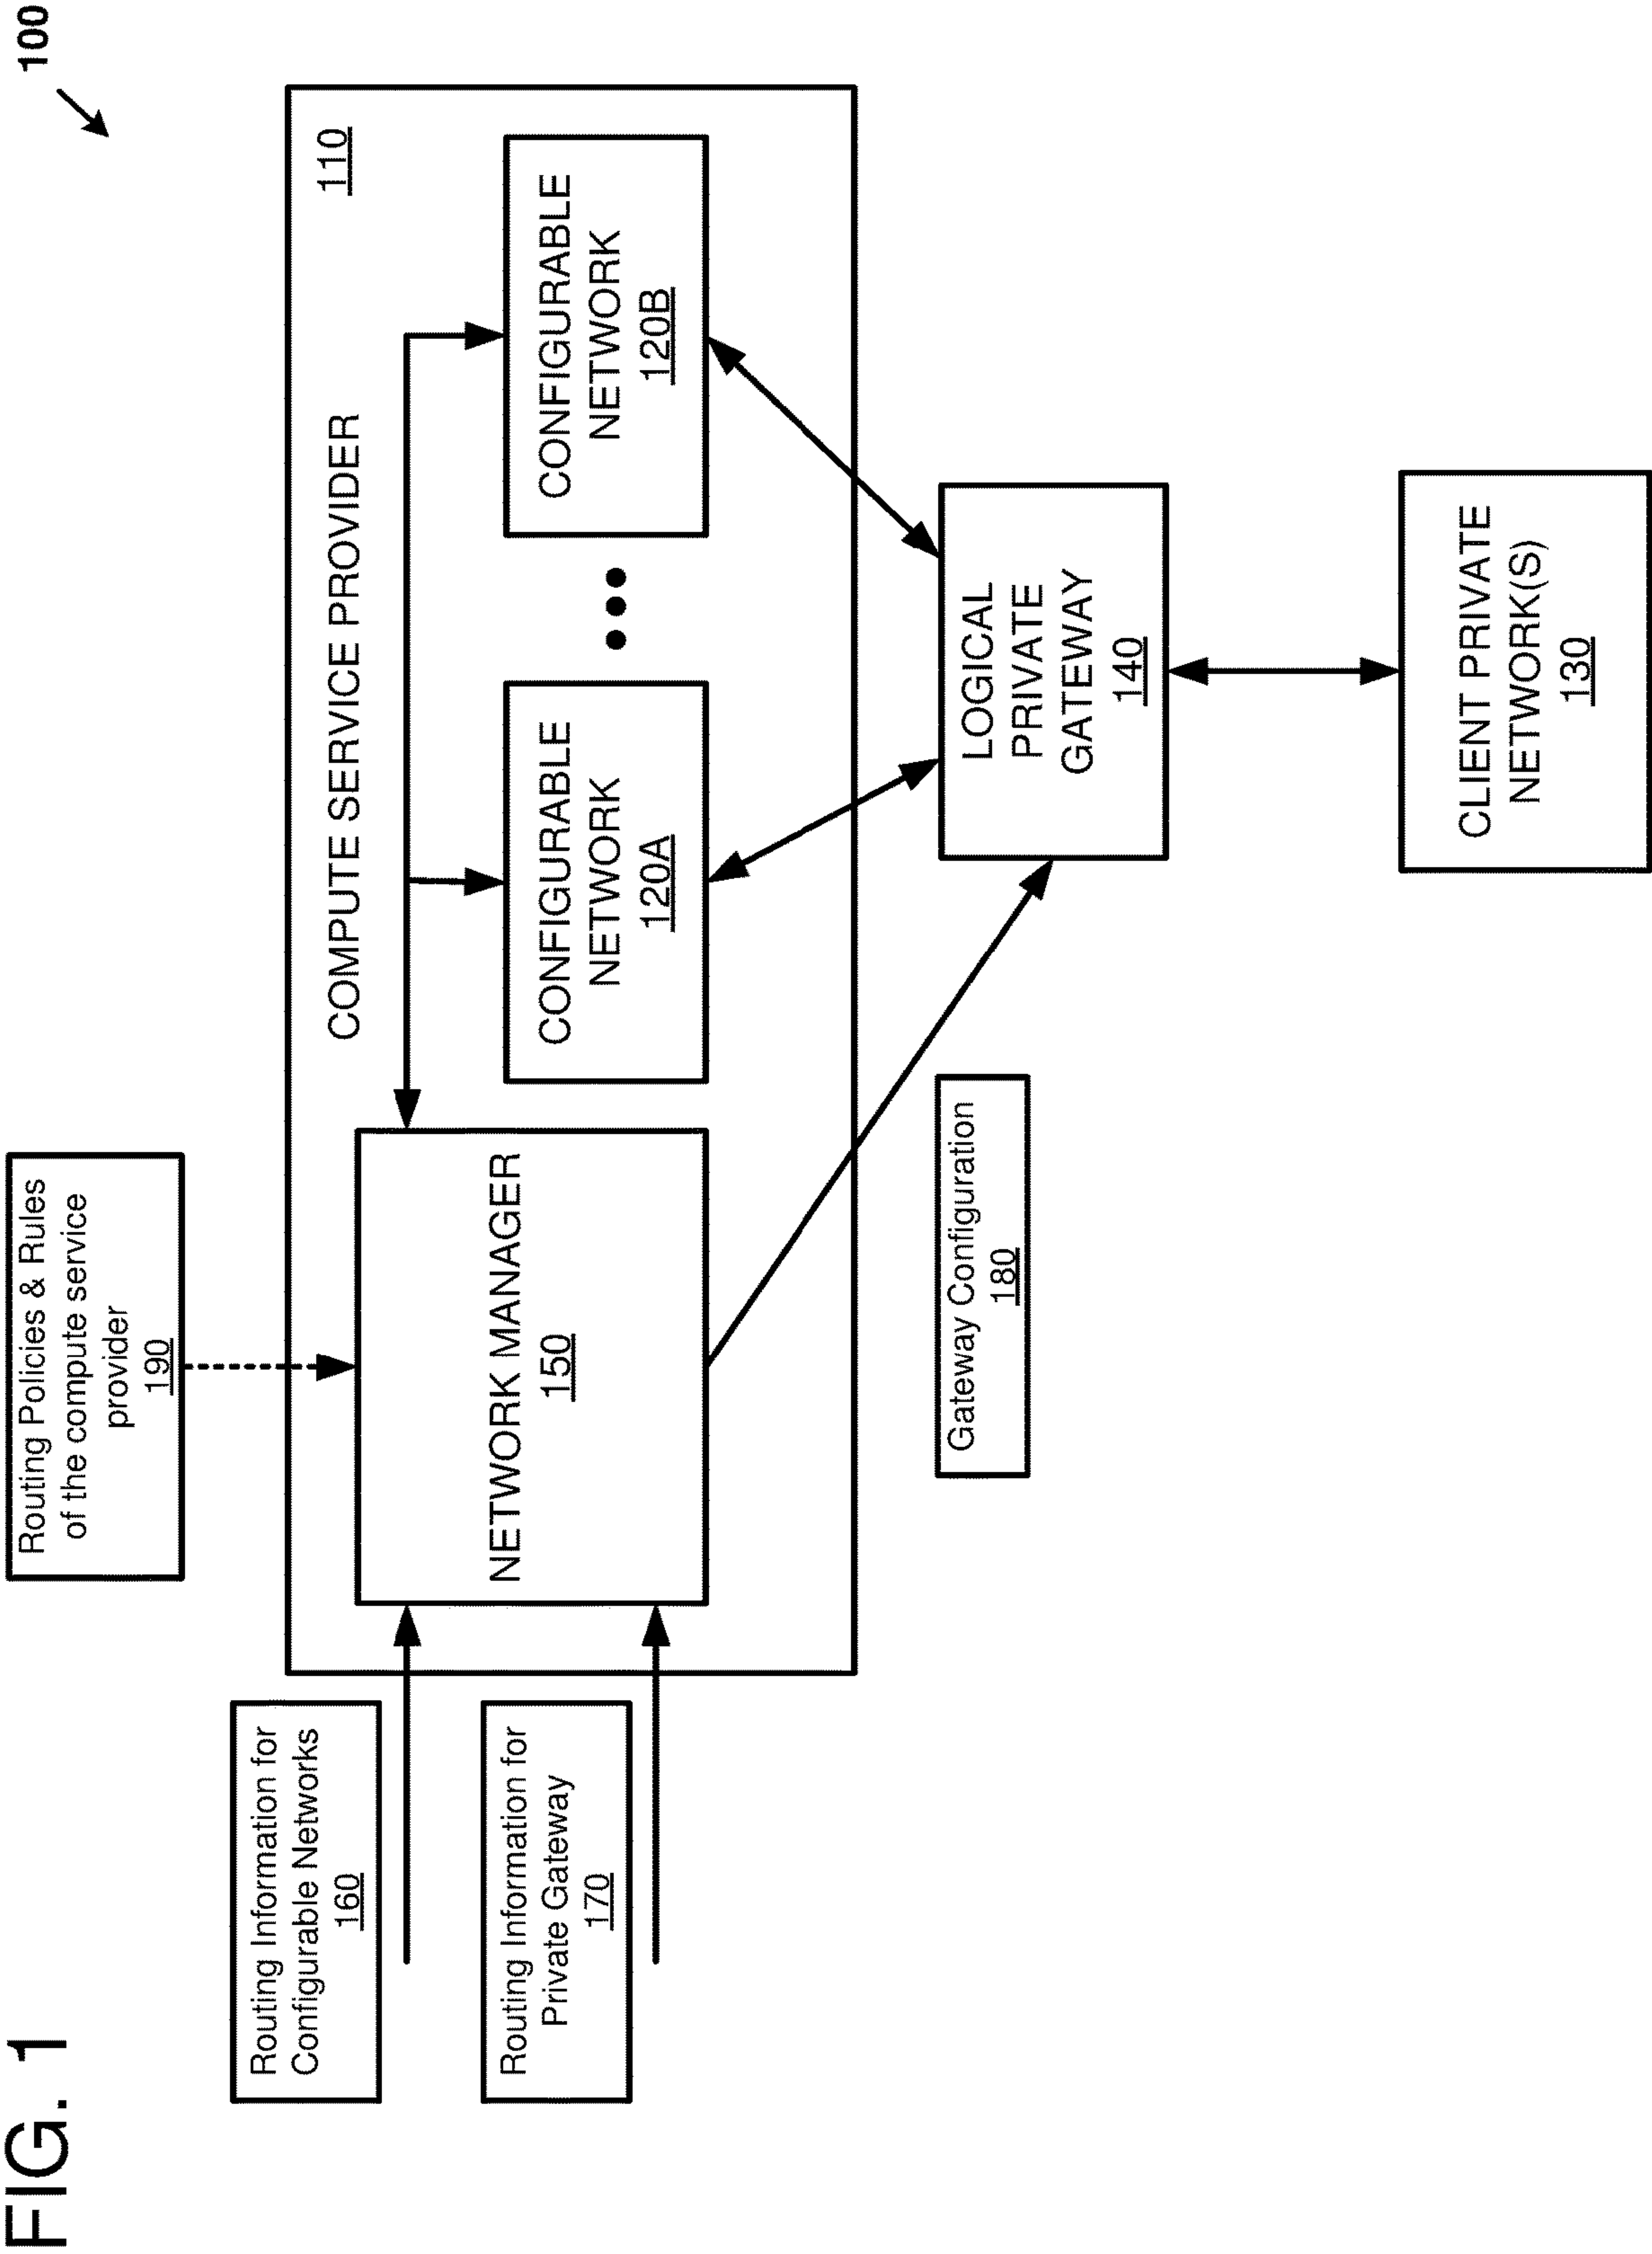 FIG. 1
100
Routing Policies & Rules
of the compute service
provider
190
COMPUTE SERVICE PROVIDER
110
Routing Information for
Configurable Networks
160
Routing Information for
Private Gateway
170
NETWORK MANAGER
150
CONFIGURABLE
NETWORK
120A
CONFIGURABLE
NETWORK
120B
Gateway Configuration
180
LOGICAL
PRIVATE
GATEWAY
140
CLIENT PRIVATE
NETWORK(S)
130